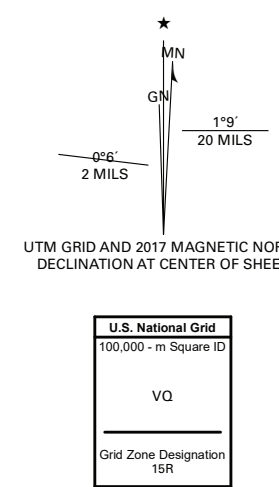 ★
MN
GN
0°6´
2 MILS
1°9´
20 MILS
UTM GRID AND 2017 MAGNETIC NOR
DECLINATION AT CENTER OF SHEE
U.S. National Grid
100,000 - m Square ID
VQ
Grid Zone Designation
15R